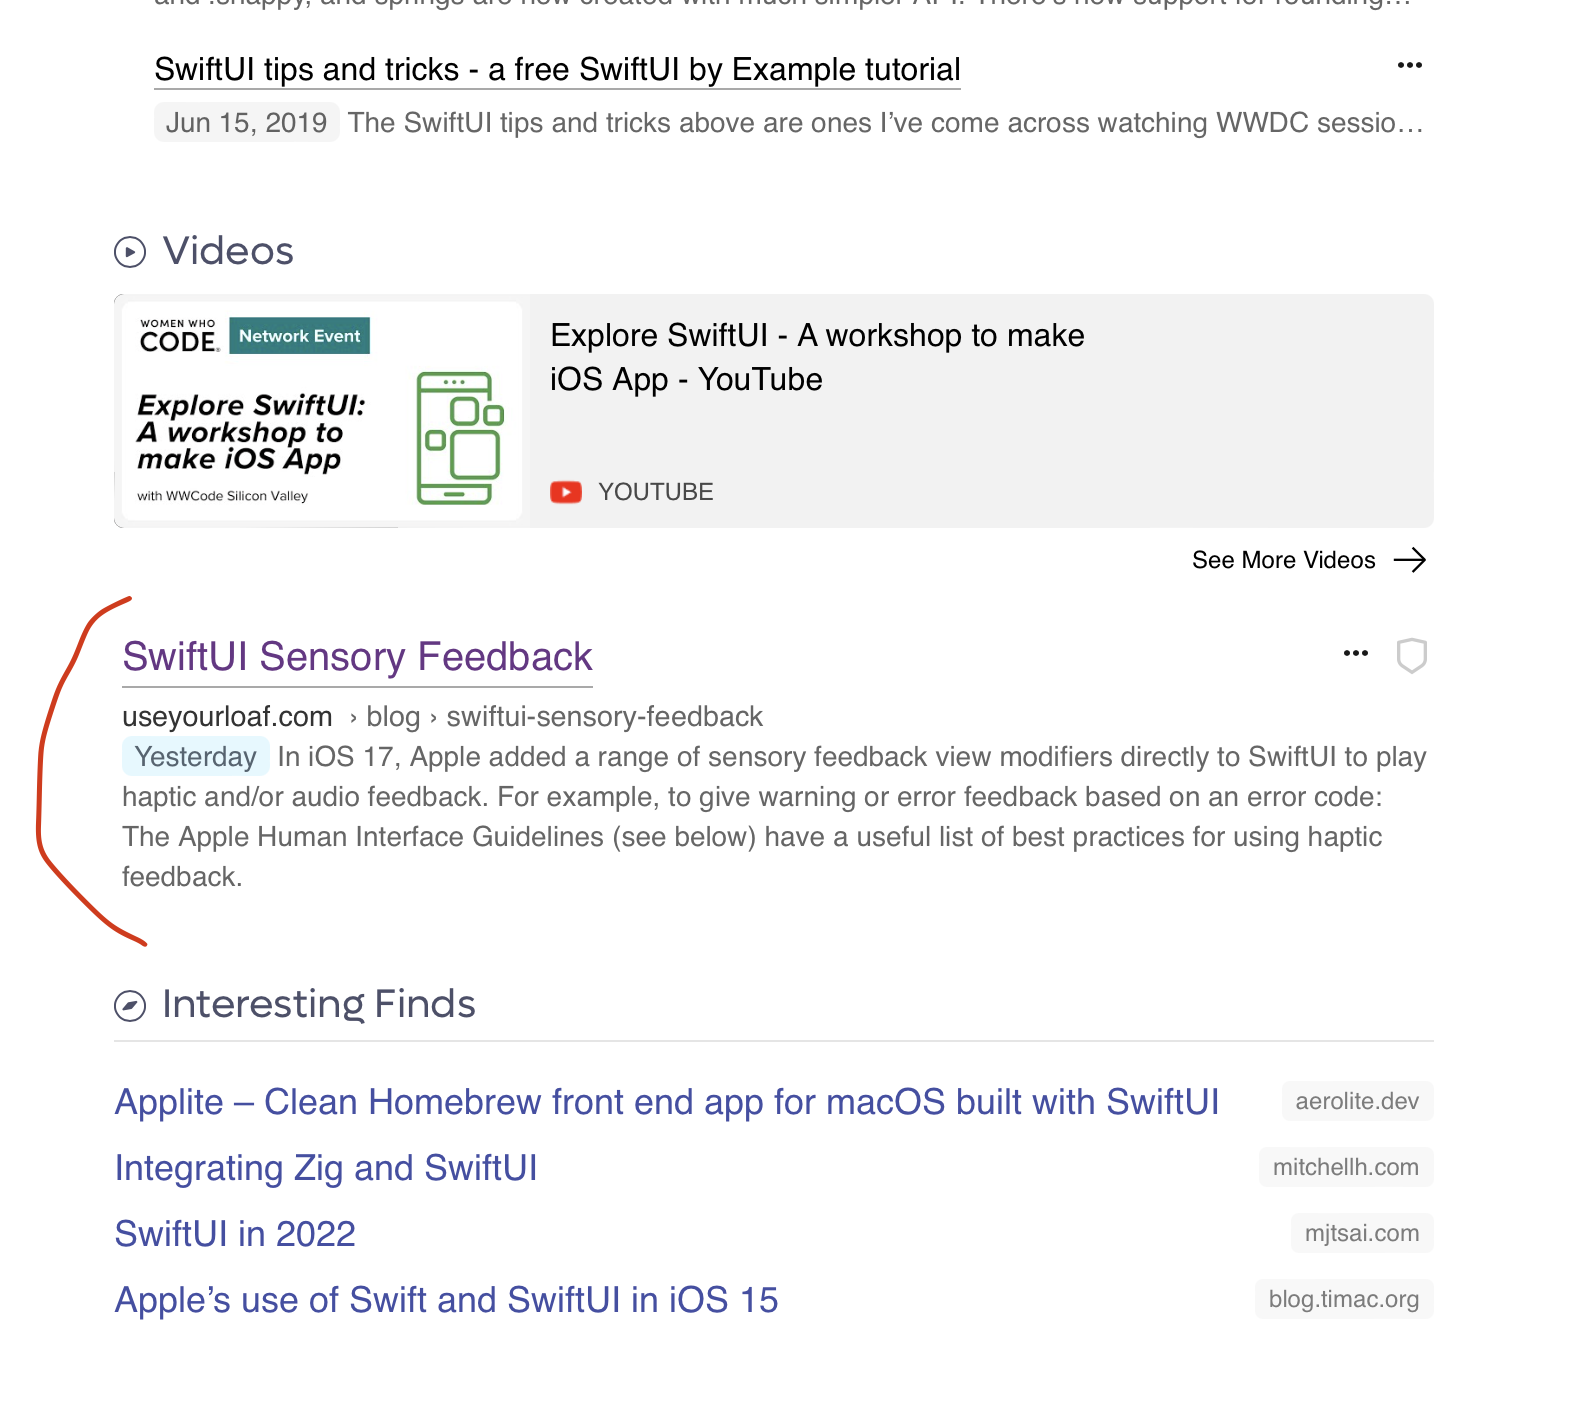 and .snappy, and springs are now created with much simpler API. There's now support for rounding…
SwiftUI tips and tricks - a free SwiftUI by Example tutorial
Jun 15, 2019 The SwiftUI tips and tricks above are ones I've come across watching WWDC sessio…
Videos
WOMEN WHO
CODE. Network Event
Explore SwiftUI:
A workshop to
make iOS App
with WWCode Silicon Valley
Explore SwiftUI - A workshop to make
iOS App - YouTube
YOUTUBE
See More Videos
SwiftUI Sensory Feedback
useyourloaf.com › blog › swiftui-sensory-feedback
Yesterday In iOS 17, Apple added a range of sensory feedback view modifiers directly to SwiftUI to play
haptic and/or audio feedback. For example, to give warning or error feedback based on an error code:
The Apple Human Interface Guidelines (see below) have a useful list of best practices for using haptic
feedback.
Interesting Finds
Applite – Clean Homebrew front end app for macOS built with SwiftUI aerolite.dev
Integrating Zig and SwiftUI mitchellh.com
SwiftUI in 2022 mjtsai.com
Apple's use of Swift and SwiftUI in iOS 15 blog.timac.org